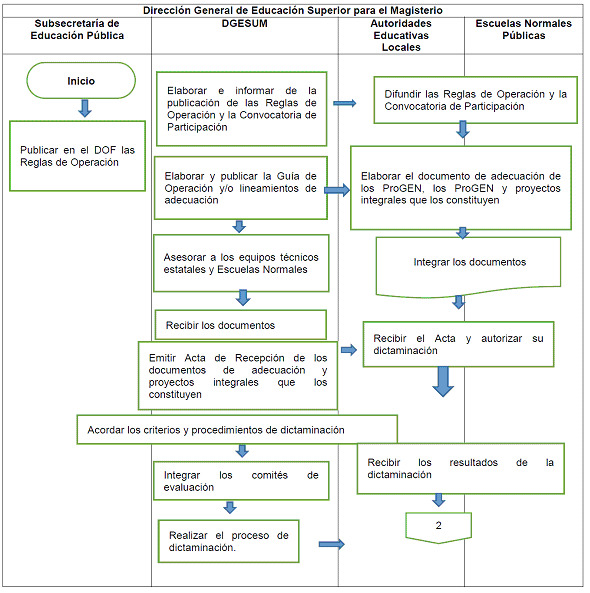 Dirección General de Educación Superior para el Magisterio
Subsecretaría de
Educación Pública
DGESUM
Autoridades
Educativas
Locales
Escuelas Normales
Públicas
Inicio
Publicar en el DOF las
Reglas de Operación
Elaborar e informar de la
publicación de las Reglas de
Operación y la Convocatoria de
Participación
Difundir las Reglas de Operación y la
Convocatoria de Participación
Elaborar y publicar la Guía de
Operación y/o lineamientos de
adecuación
Elaborar el documento de adecuación de
los ProGEN, los ProGEN y proyectos
integrales que los constituyen
Asesorar a los equipos técnicos
estatales y Escuelas Normales
Integrar los documentos
Recibir los documentos
Emitir Acta de Recepción de los
documentos de adecuación y
proyectos integrales que los
constituyen
Recibir el Acta y autorizar su
dictaminación
Acordar los criterios y procedimientos de dictaminación
Integrar los comités de
evaluación
Recibir los resultados de la
dictaminación
Realizar el proceso de
dictaminación.
2